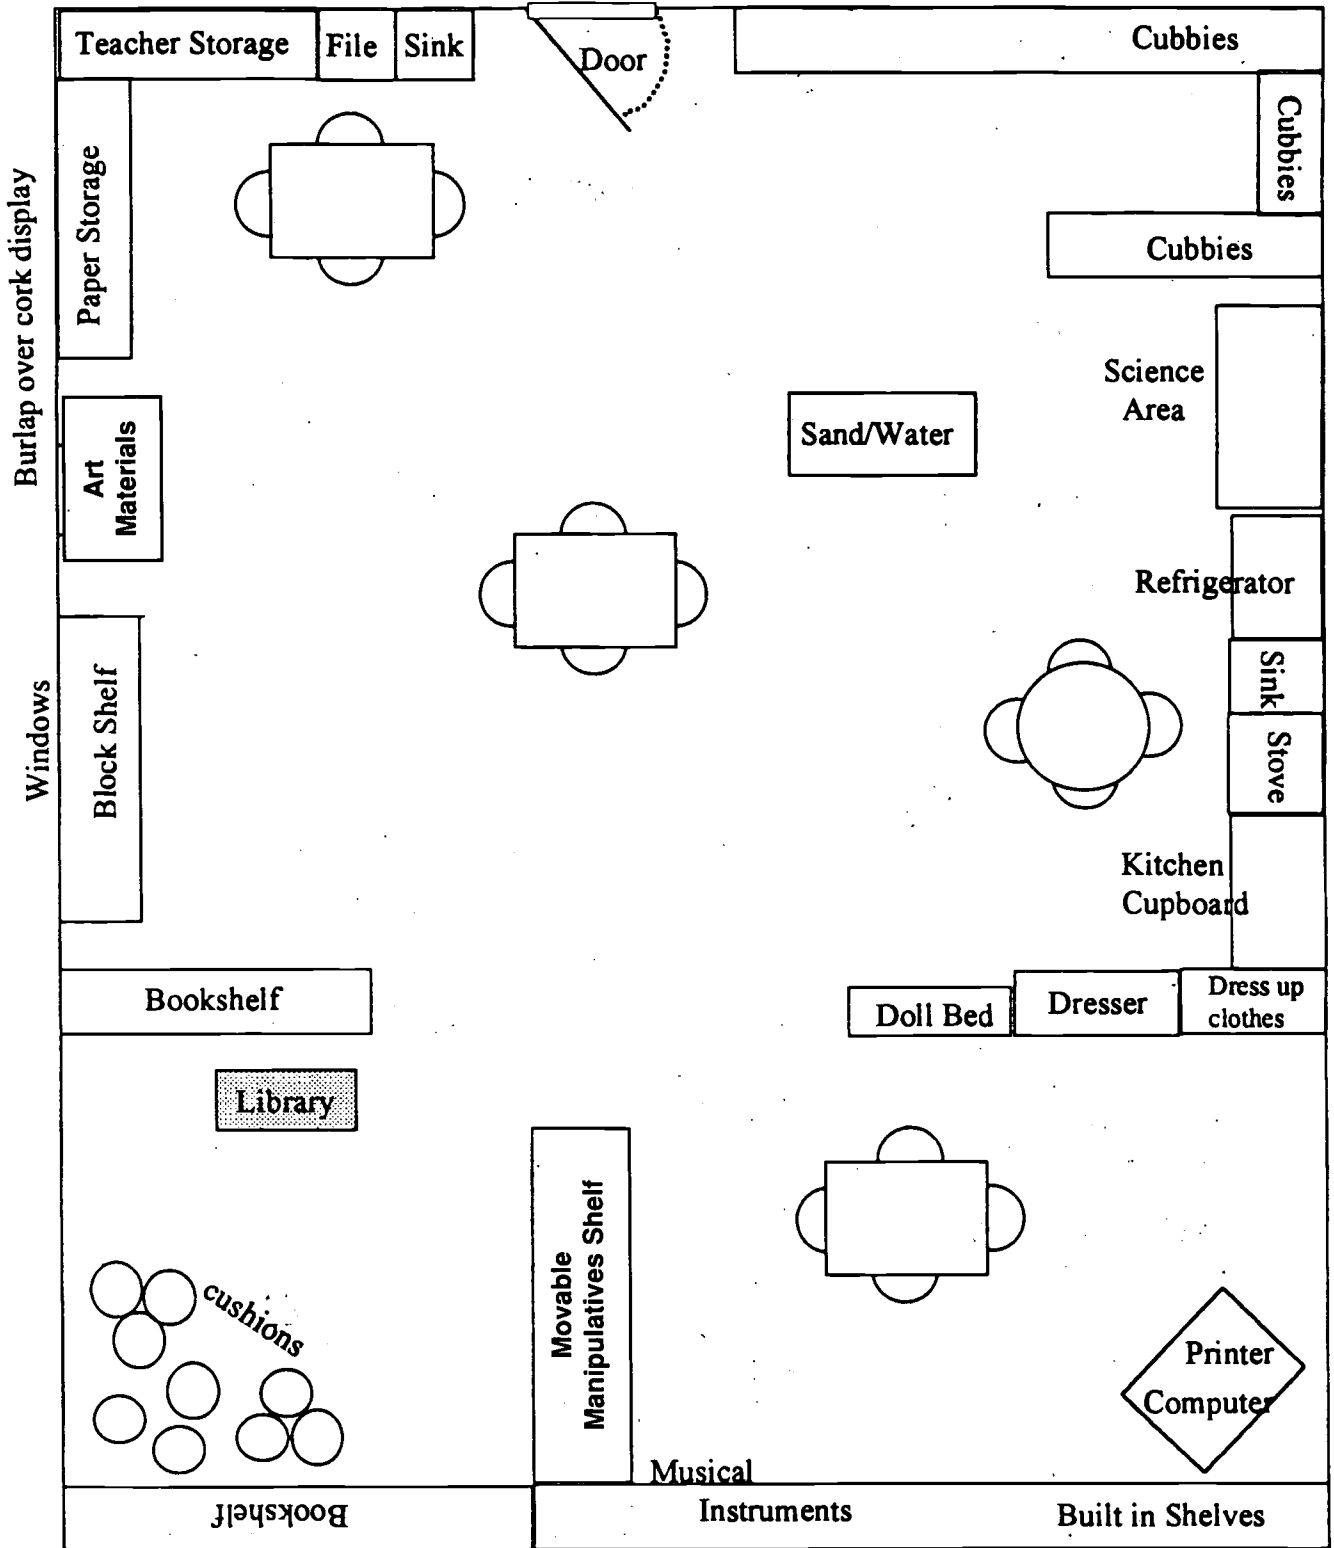 Teacher Storage
File
Sink
Door
Cubbies
Cubbies
Cubbies
Paper Storage
Burlap over cork display
Science
Area
Sand/Water
Art
Materials
Refrigerator
Sink
Stove
Windows
Block Shelf
Kitchen
Cupboard
Bookshelf
Doll Bed
Dresser
Dress up
clothes
Library
Movable
Manipulatives Shelf
cushions
Printer
Computer
Musical
Instruments
Built in Shelves
Bookshelf